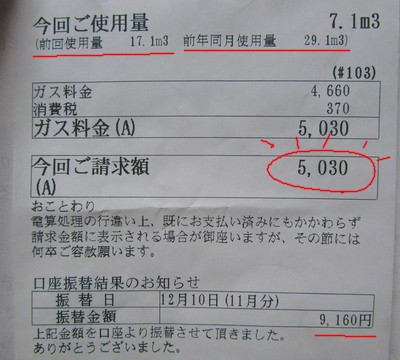 今回ご使用量 7.1m3
(前回使用量 17.1m3 前年同月使用量 29.1m3)
(#103)
ガス料金 4,660
消費税 370
ガス料金(A) 5,030
今回ご請求額 5,030
(A)
おことわり
電算処理の行違い上、既にお支払い済みにもかかわらず
請求金額に表示される場合が御座いますが、その節には
何卒ご容赦願います。
口座振替結果のお知らせ
振替日 12月10日(11月分)
振替金額 9,160円
上記金額を口座より振替させて頂きました。
ありがとうございました。